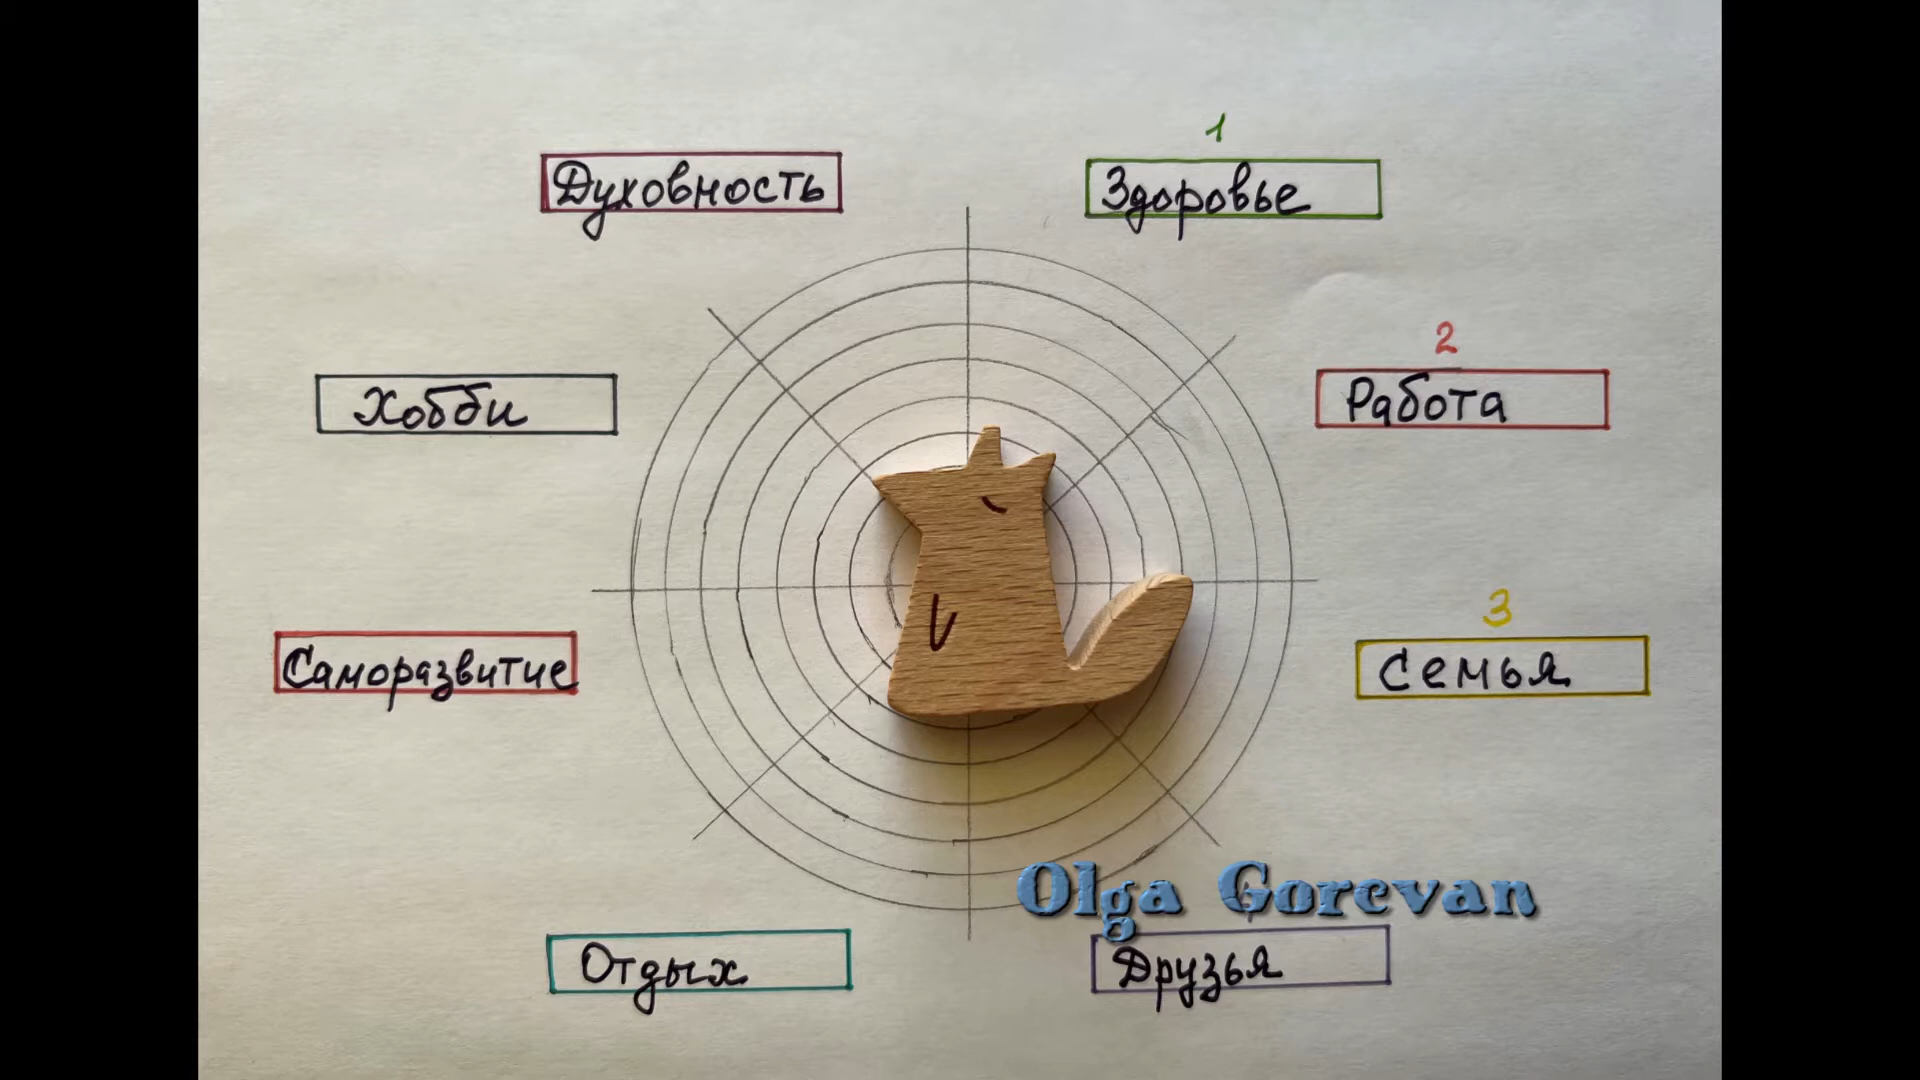 1
Духовность
Здоровье
2
Хобби
Работа
3
Саморазвитие
Семья
Olga Gorevan
Отдых
Друзья